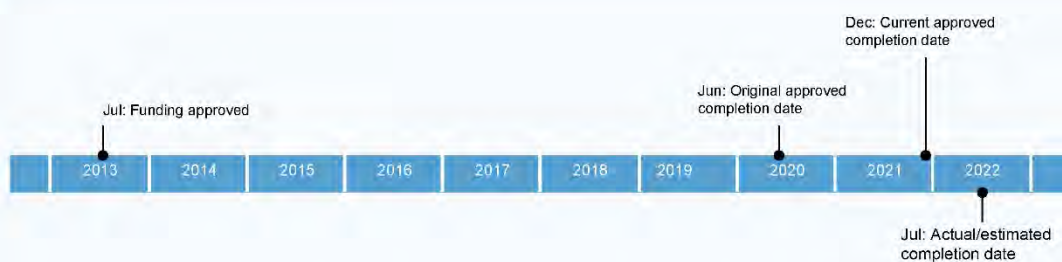 Dec: Current approved
completion date
Jun: Original approved
completion date
Jul: Funding approved
2013 2014 2015 2016 2017 2018 2019 2020 2021 2022
Jul: Actual/estimated
completion date